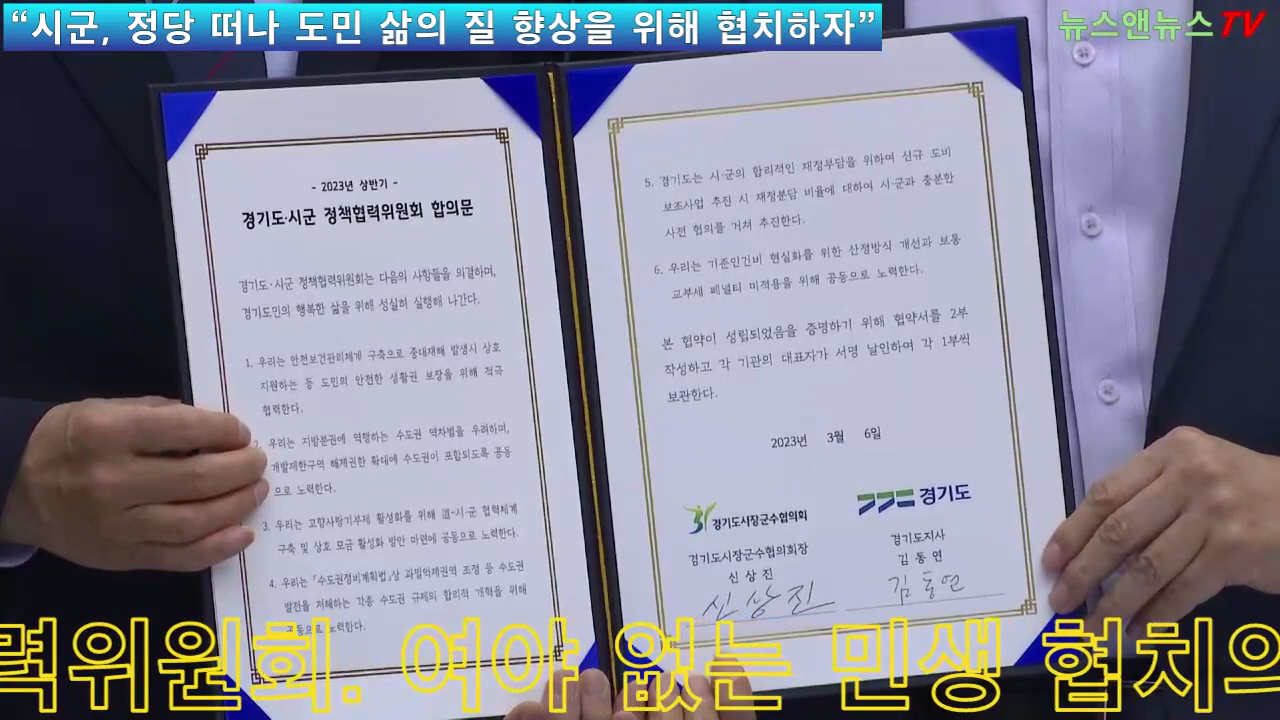 “시군, 정당 떠나 도민 삶의 질 향상을 위해 협치하자”
뉴스앤뉴스TV
- 2023년 상반기 -
경기도·시군 정책협력위원회 합의문
경기도·시군 정책협력위원회는 다음의 사항들을 의결하며,
경기도민의 행복한 삶을 위해 성실히 실행해 나간다.
1. 우리는 안전보건관리체계 구축으로 중대재해 발생시 상호
지원하는 등 도민의 안전한 생활권 보장을 위해 적극
협력한다.
2. 우리는 지방분권에 역행하는 수도권 역차별을 우려하며,
개발제한구역 해제권한 확대에 수도권이 포함되도록 공동
으로 노력한다.
3. 우리는 고향사랑기부제 활성화를 위해 道-시·군 협력체계
구축 및 상호 모금 활성화 방안 마련에 공동으로 노력한다.
4. 우리는 「수도권정비계획법」상 과밀억제권역 조정 등 수도권
발전을 저해하는 각종 수도권 규제의 합리적 개혁을 위해
공동으로 노력한다.
5. 경기도는 시·군의 합리적인 재정부담을 위하여 신규 도비
보조사업 추진 시 재정분담 비율에 대하여 시·군과 충분한
사전 협의를 거쳐 추진한다.
6. 우리는 기준인건비 현실화를 위한 산정방식 개선과 보통
교부세 페널티 미적용을 위해 공동으로 노력한다.
본 협약이 성립되었음을 증명하기 위해 협약서를 2부
작성하고 각 기관의 대표자가 서명 날인하여 각 1부씩
보관한다.
2023년 3월 6일
경기도시장군수협의회
경기도시장군수협의회장
신 상 진
신상진
경기도
경기도지사
김 동 연
김동연
력위원회. 여야 없는 민생 협치의